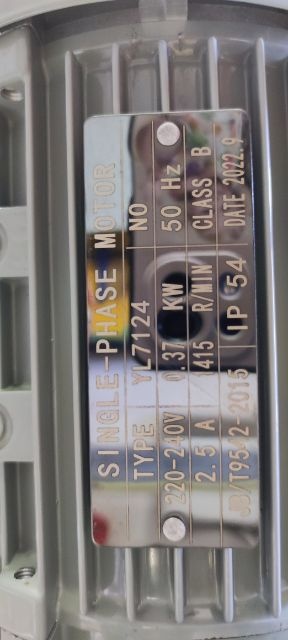 SINGLE-PHASE MOTOR
TYPE YL7124 NO
220-240V 0.37 KW 50 Hz
2.5 A 1415 R/MIN CLASS B
JB/T9542-2015 IP 54 DATE 2022.9